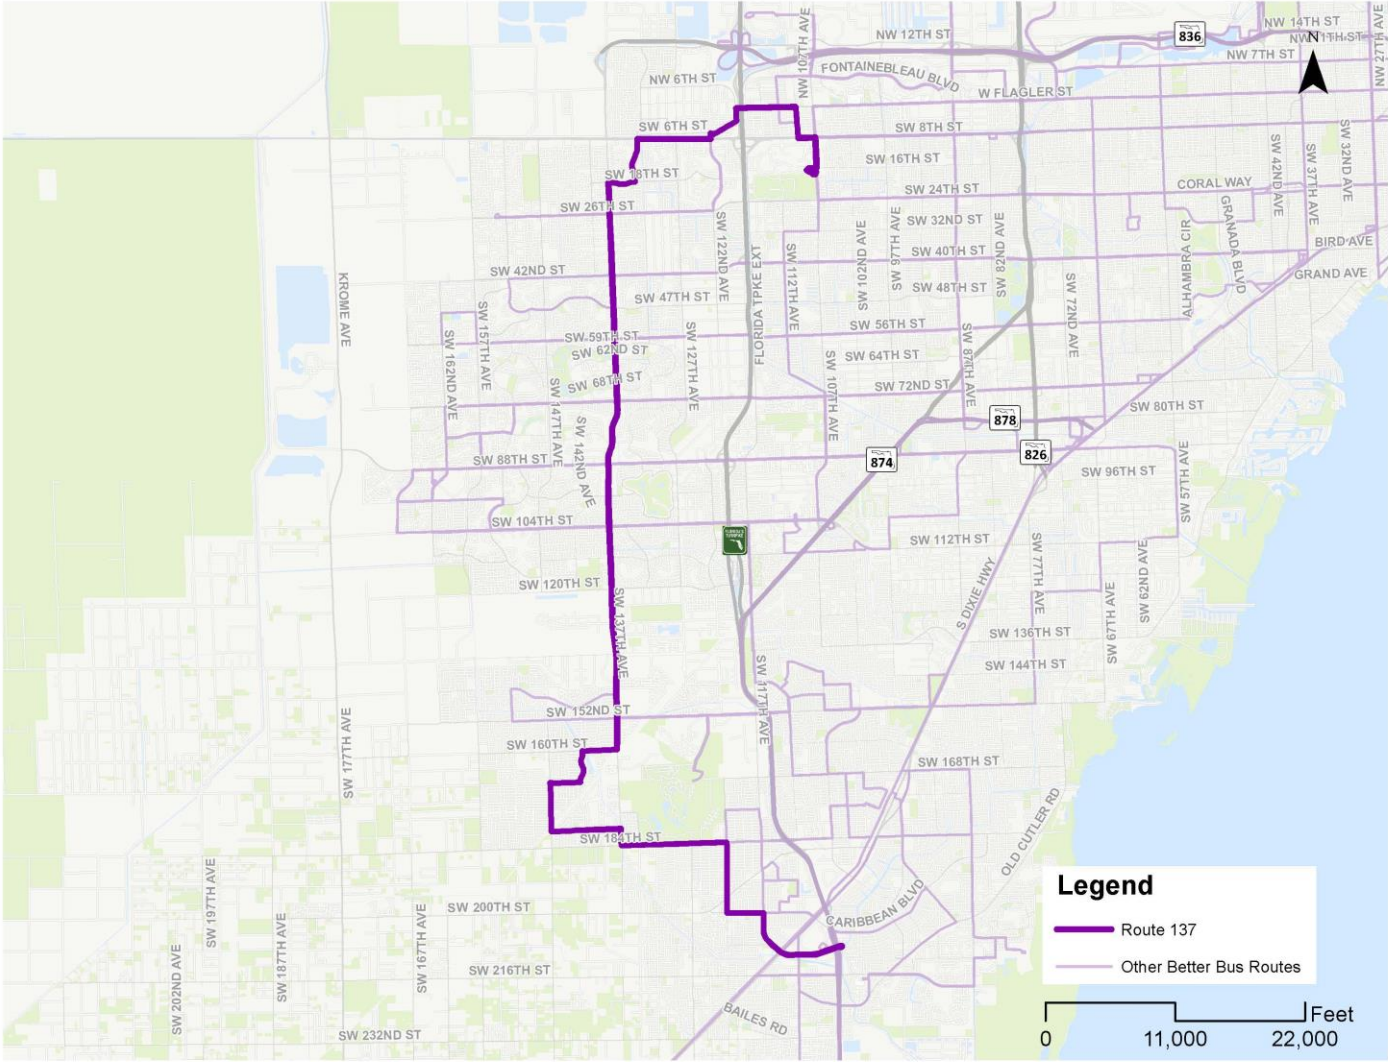 NW 14TH ST
836
NW 12TH ST
NW 11TH ST
N
NW 107TH AVE
NW 27TH AVE
NW 7TH ST
FONTAINEBLEAU BLVD
NW 6TH ST
W FLAGLER ST
SW 6TH ST
SW 8TH ST
SW 16TH ST
SW 18TH ST
SW 42ND AVE
SW 37TH AVE
SW 32ND AVE
SW 24TH ST
CORAL WAY
SW 26TH ST
SW 32ND ST
SW 122ND AVE
FLORIDA TPKE EXT
SW 112TH AVE
SW 102ND AVE
SW 97TH AVE
SW 82ND AVE
ALHAMBRA CIR
GRANADA BLVD
BIRD AVE
SW 40TH ST
SW 42ND ST
GRAND AVE
KROME AVE
SW 48TH ST
SW 47TH ST
SW 72ND AVE
SW 157TH AVE
SW 56TH ST
SW 59TH ST
SW 62ND ST
SW 64TH ST
SW 127TH AVE
SW 87TH AVE
SW 162ND AVE
SW 68TH ST
SW 72ND ST
SW 107TH AVE
SW 147TH AVE
SW 80TH ST
878
SW 142ND AVE
874
826
SW 88TH ST
SW 96TH ST
SW 57TH AVE
SW 104TH ST
SW 112TH ST
SW 77TH AVE
SW 62ND AVE
SW 120TH ST
S DIXIE HWY
SW 67TH AVE
SW 137TH AVE
SW 136TH ST
SW 144TH ST
SW 117TH AVE
SW 152ND ST
SW 177TH AVE
SW 160TH ST
SW 168TH ST
OLD CUTLER RD
SW 184TH ST
SW 197TH AVE
SW 200TH ST
CARIBBEAN BLVD
SW 187TH AVE
SW 167TH AVE
SW 202ND AVE
SW 216TH ST
BAILES RD
SW 232ND ST
Legend
Route 137
Other Better Bus Routes
Feet
0 11,000 22,000